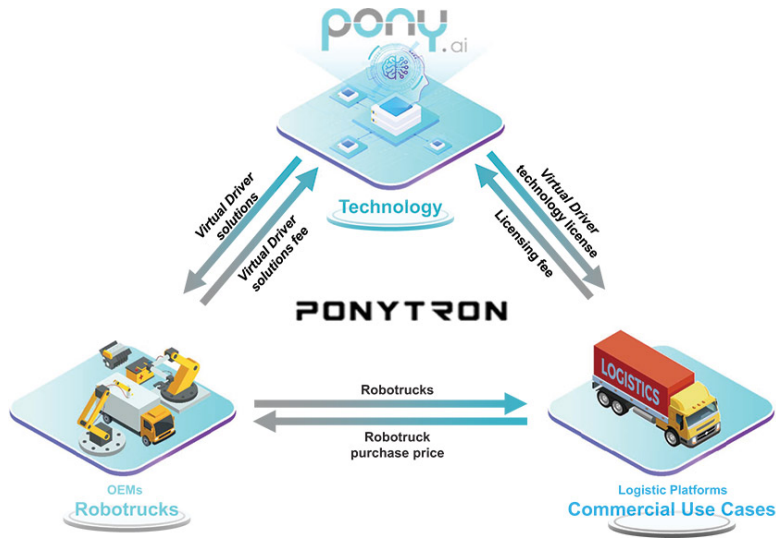 pony.ai
Technology
Virtual Driver
solutions
Virtual Driver
solutions fee
Virtual Driver
technology license
Licensing fee
PONYTRON
LOGISTICS
Robotrucks
Robotruck
purchase price
OEMs
Robotrucks
Logistic Platforms
Commercial Use Cases